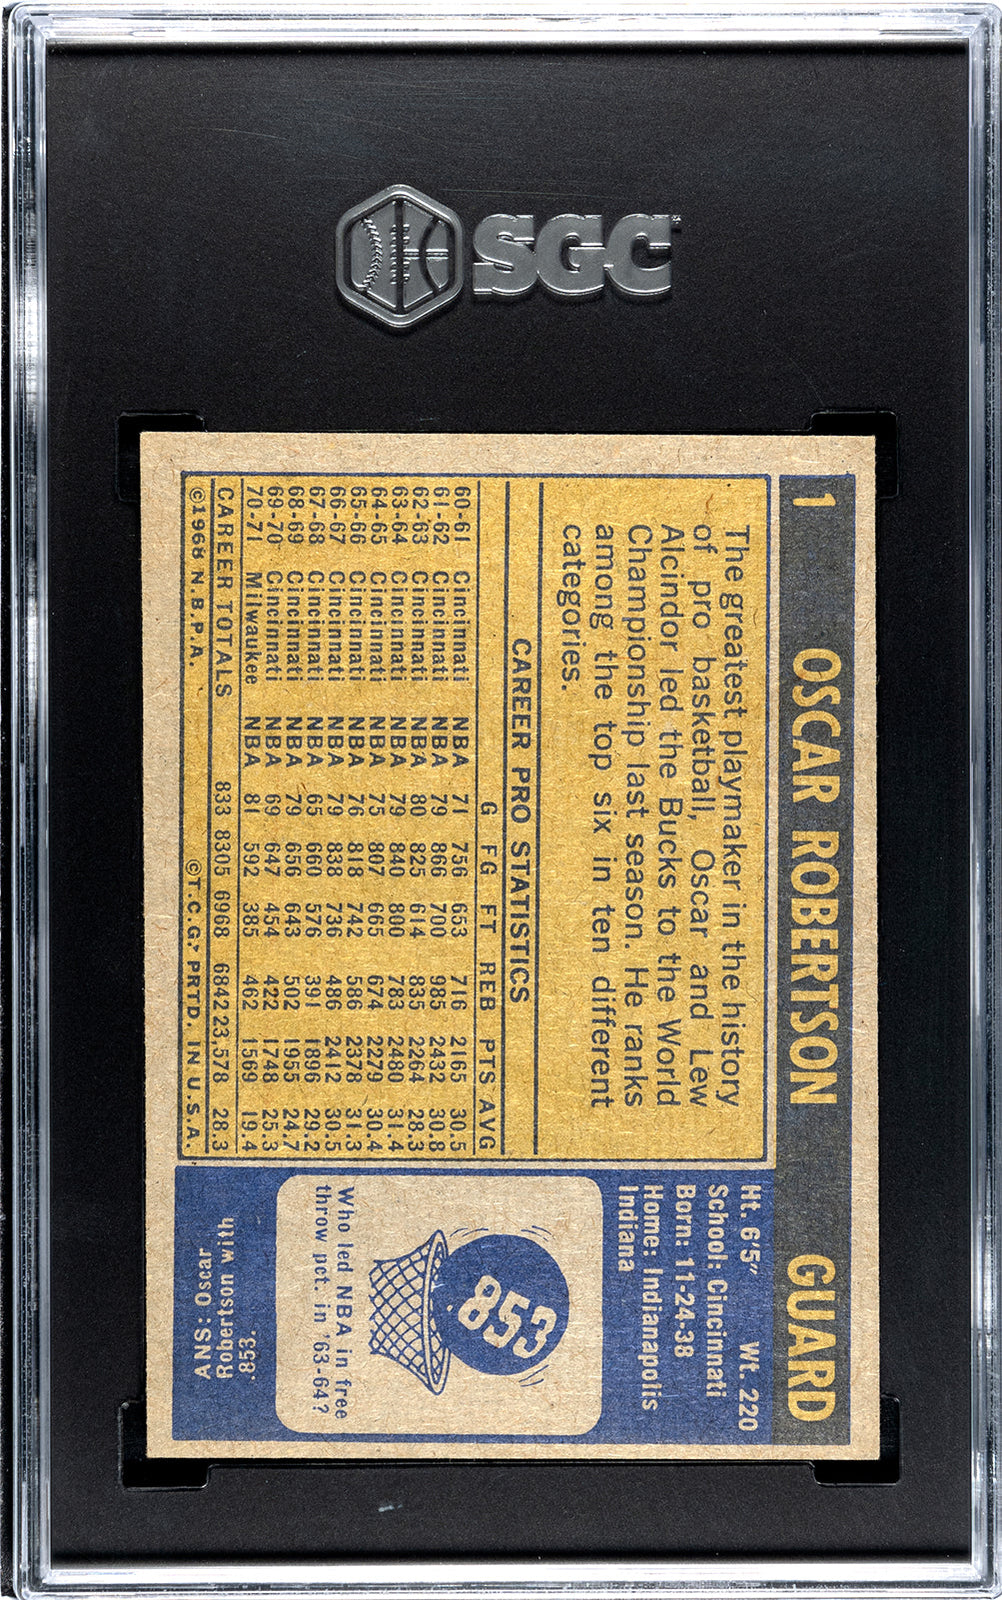 SGC
1 OSCAR ROBERTSON GUARD
The greatest playmaker in the history
of pro basketball, Oscar and Lew
Alcindor led the Bucks to the World
Championship last season. He ranks
among the top six in ten different
categories.
CAREER PRO STATISTICS
G FG FT REB PTS AVG
60-61 Cincinnati NBA 71 756 653 716 2165 30.5
61-62 Cincinnati NBA 79 866 700 985 2432 30.8
62-63 Cincinnati NBA 80 825 614 835 2264 28.3
63-64 Cincinnati NBA 79 840 800 783 2480 31.4
64-65 Cincinnati NBA 75 807 665 674 2279 30.4
65-66 Cincinnati NBA 76 818 742 586 2378 31.3
66-67 Cincinnati NBA 79 838 736 486 2412 30.5
67-68 Cincinnati NBA 65 660 576 391 1896 29.2
68-69 Cincinnati NBA 79 656 643 502 1955 24.7
69-70 Cincinnati NBA 69 647 454 422 1748 25.3
70-71 Milwaukee NBA 81 592 385 462 1569 19.4
CAREER TOTALS 833 8305 6968 6842 23,578 28.3
©1968 N.B.P.A. ©T.C.G. PRTD. IN U.S.A.
Ht. 6'5" Wt. 220
School: Cincinnati
Born: 11-24-38
Home: Indianapolis
Indiana
.853
Who led NBA in free
throw pct. in '63-64?
ANS: Oscar
Robertson with
.853.